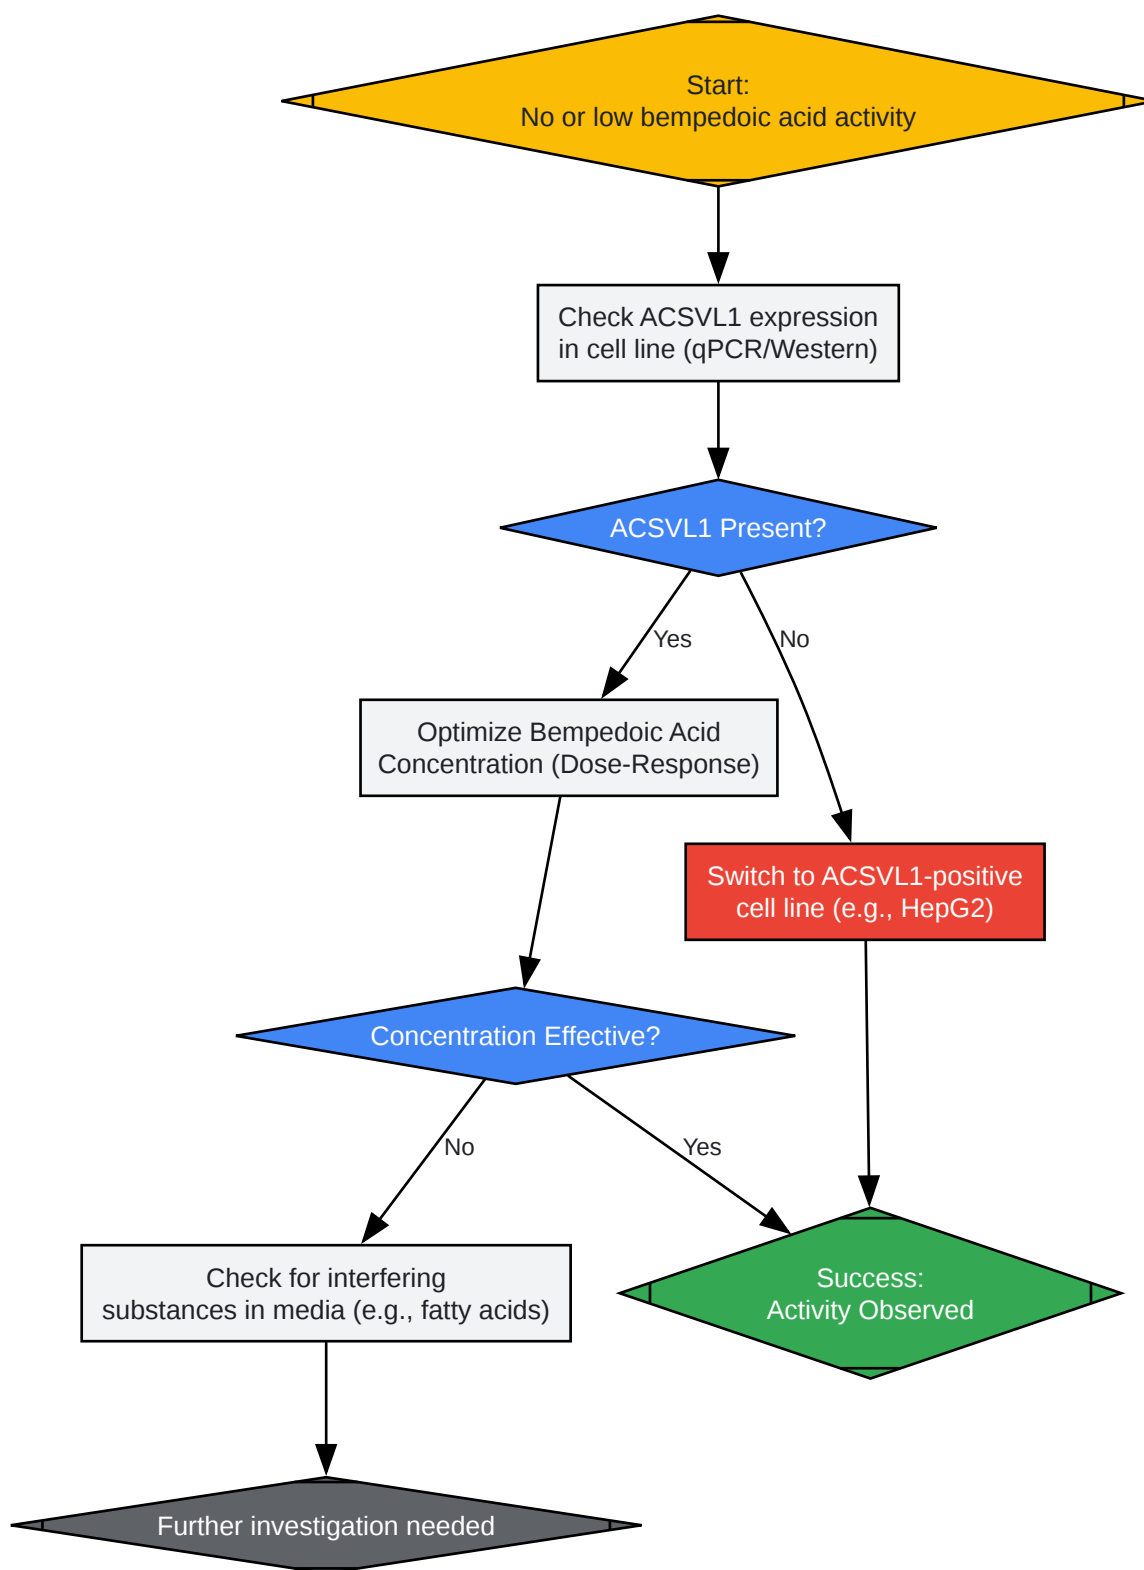 Start:
No or low bempedoic acid activity
Check ACSVL1 expression
in cell line (qPCR/Western)
ACSVL1 Present?
Yes
No
Optimize Bempedoic Acid
Concentration (Dose-Response)
Switch to ACSVL1-positive
cell line (e.g., HepG2)
Concentration Effective?
No
Yes
Check for interfering
substances in media (e.g., fatty acids)
Success:
Activity Observed
Further investigation needed